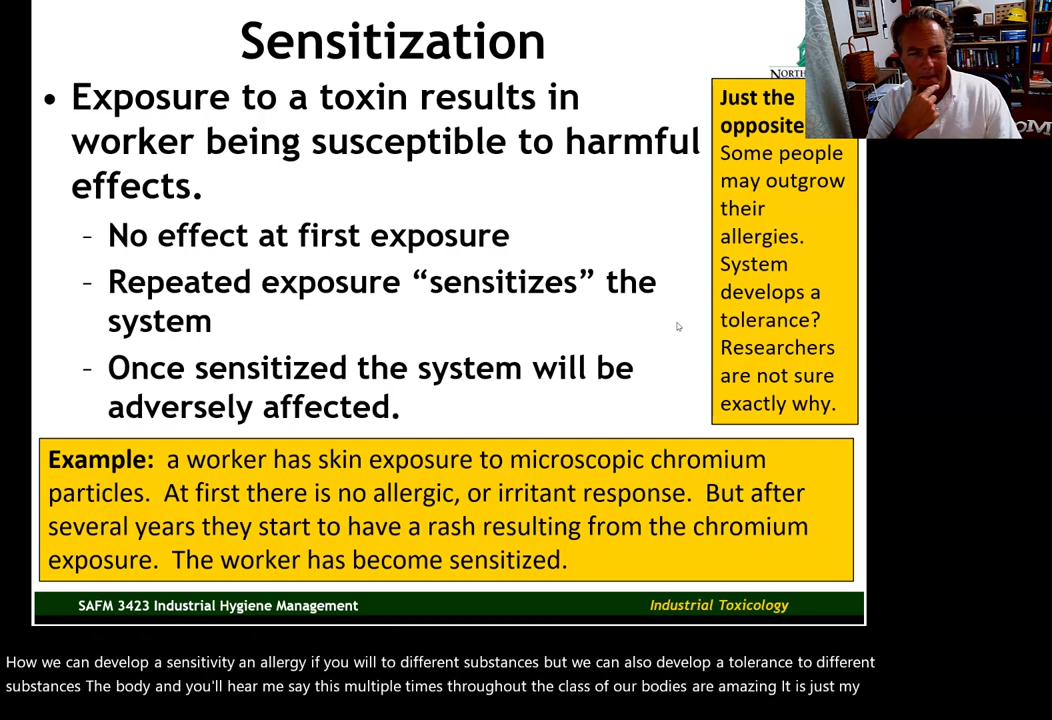 Sensitization
• Exposure to a toxin results in
worker being susceptible to harmful
effects.
- No effect at first exposure
- Repeated exposure “sensitizes” the
system
- Once sensitized the system will be
adversely affected.
Just the
opposite
Some people
may outgrow
their
allergies.
System
develops a
tolerance?
Researchers
are not sure
exactly why.
Example: a worker has skin exposure to microscopic chromium
particles. At first there is no allergic, or irritant response. But after
several years they start to have a rash resulting from the chromium
exposure. The worker has become sensitized.
SAFM 3423 Industrial Hygiene Management
Industrial Toxicology
How we can develop a sensitivity an allergy if you will to different substances but we can also develop a tolerance to different
substances The body and you'll hear me say this multiple times throughout the class of our bodies are amazing It is just my